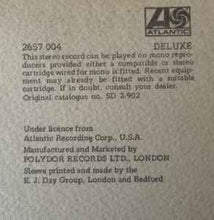 ATLANTIC
2657 004 DELUXE
This stereo record can be played on mono repro-
ducers provided either a compatible or stereo
cartridge wired for mono is fitted. Recent equip-
ment may already be fitted with a suitable
cartridge. If in doubt, consult your dealer.
Original catalogue no. SD 2-902
Under licence from
Atlantic Recording Corp., U.S.A.
Manufactured and Marketed by
POLYDOR RECORDS LTD., LONDON
Sleeve printed and made by the
E. J. Day Group, London and Bedford